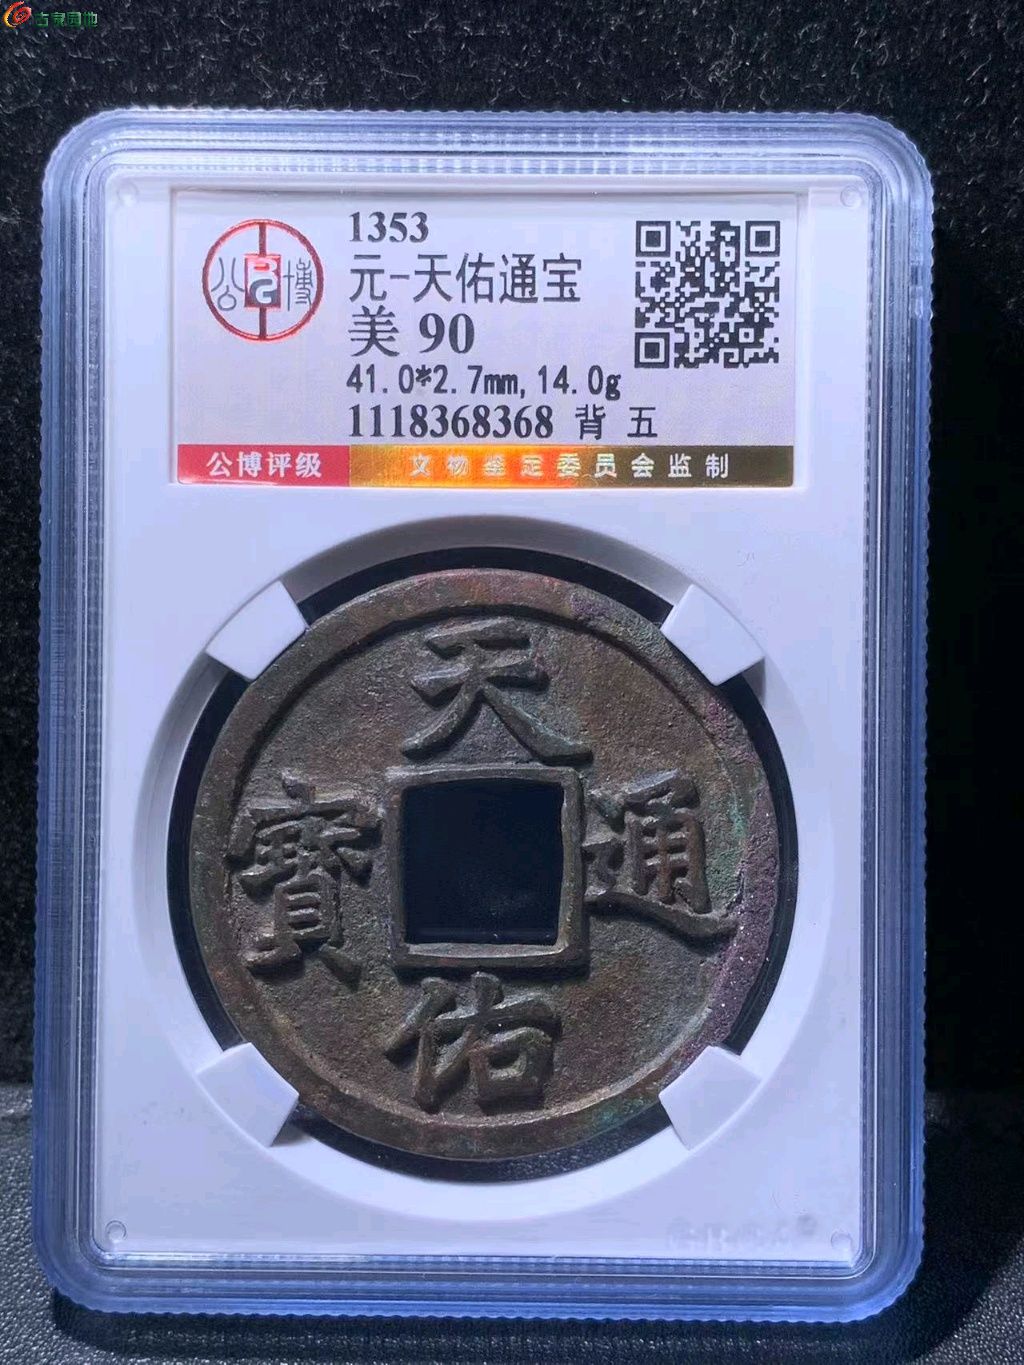 古泉园地
1353
公博
元-天佑通宝
美 90
41.0*2.7mm,14.0g
1118368368 背 五
公博评级 文物鉴定委员会监制
天
寶 通
佑